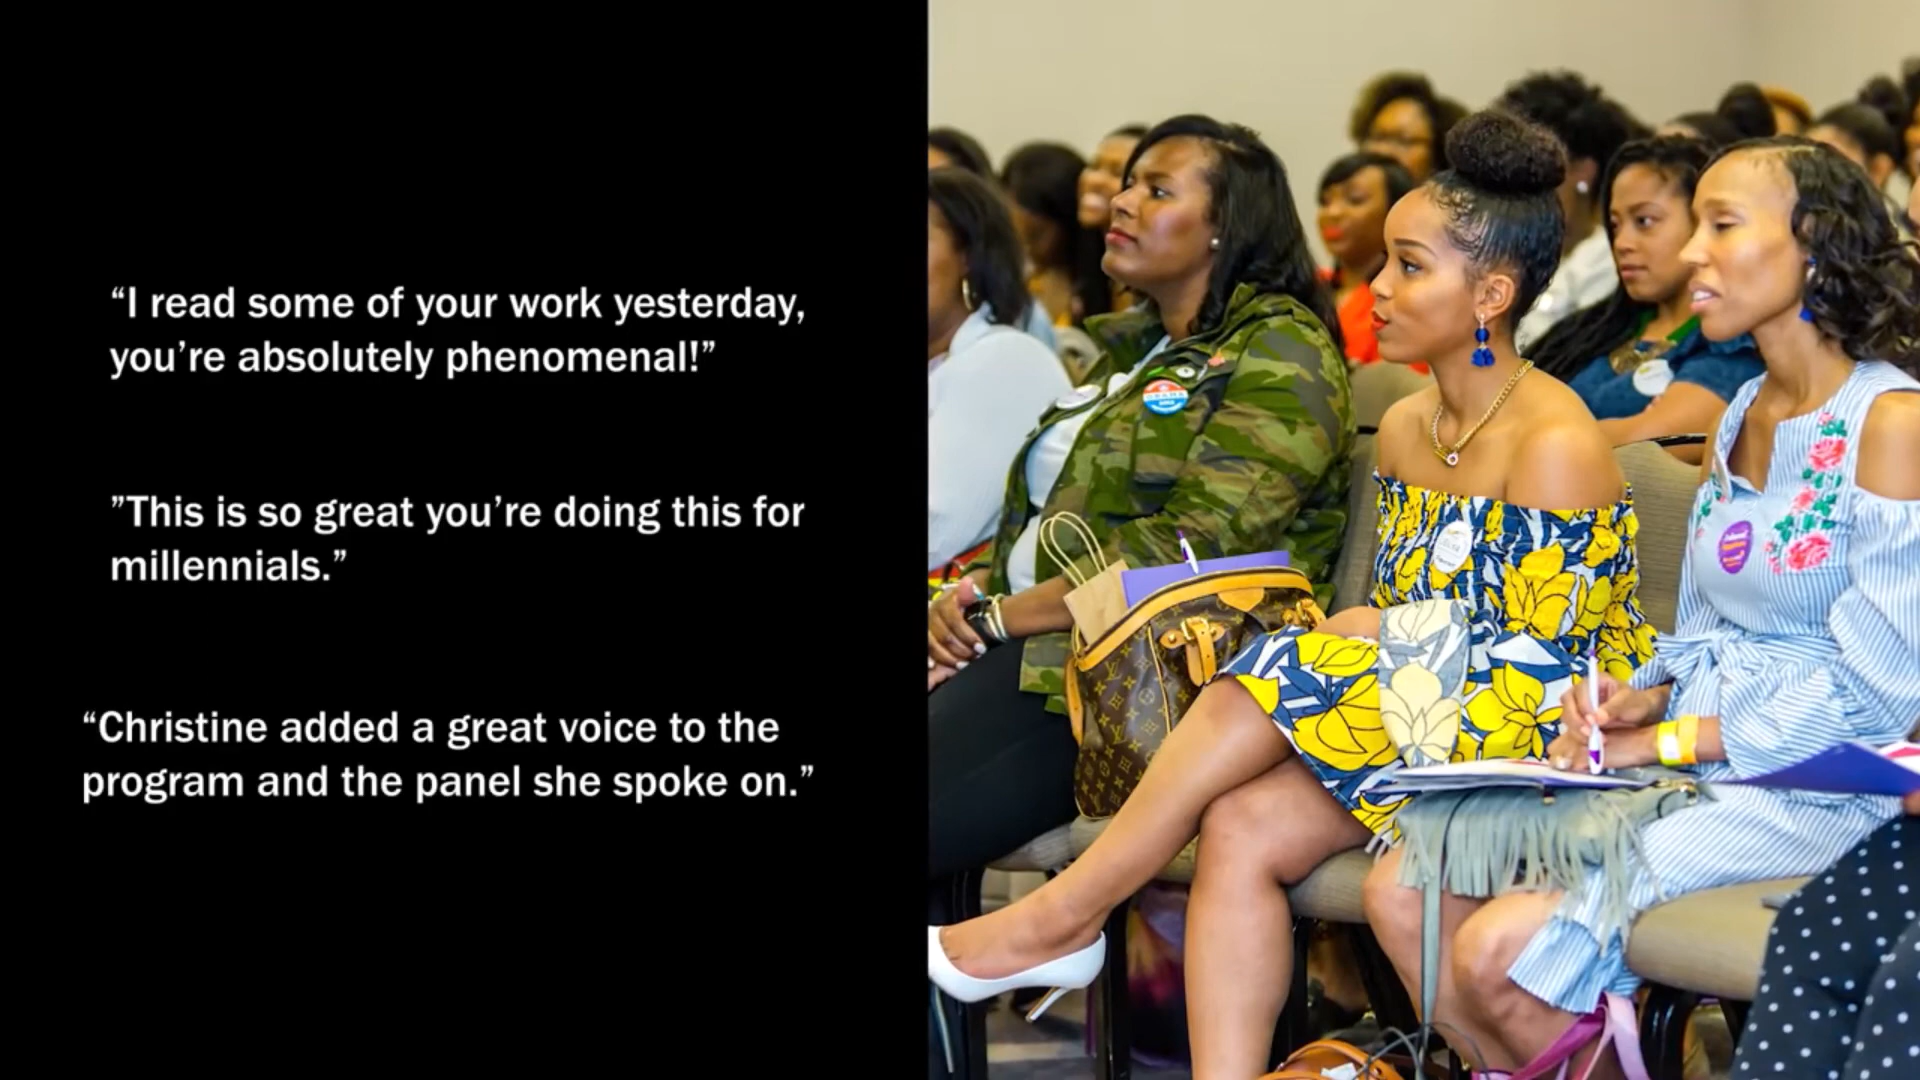 “I read some of your work yesterday,
you’re absolutely phenomenal!”
”This is so great you’re doing this for
millennials.”
“Christine added a great voice to the
program and the panel she spoke on.”